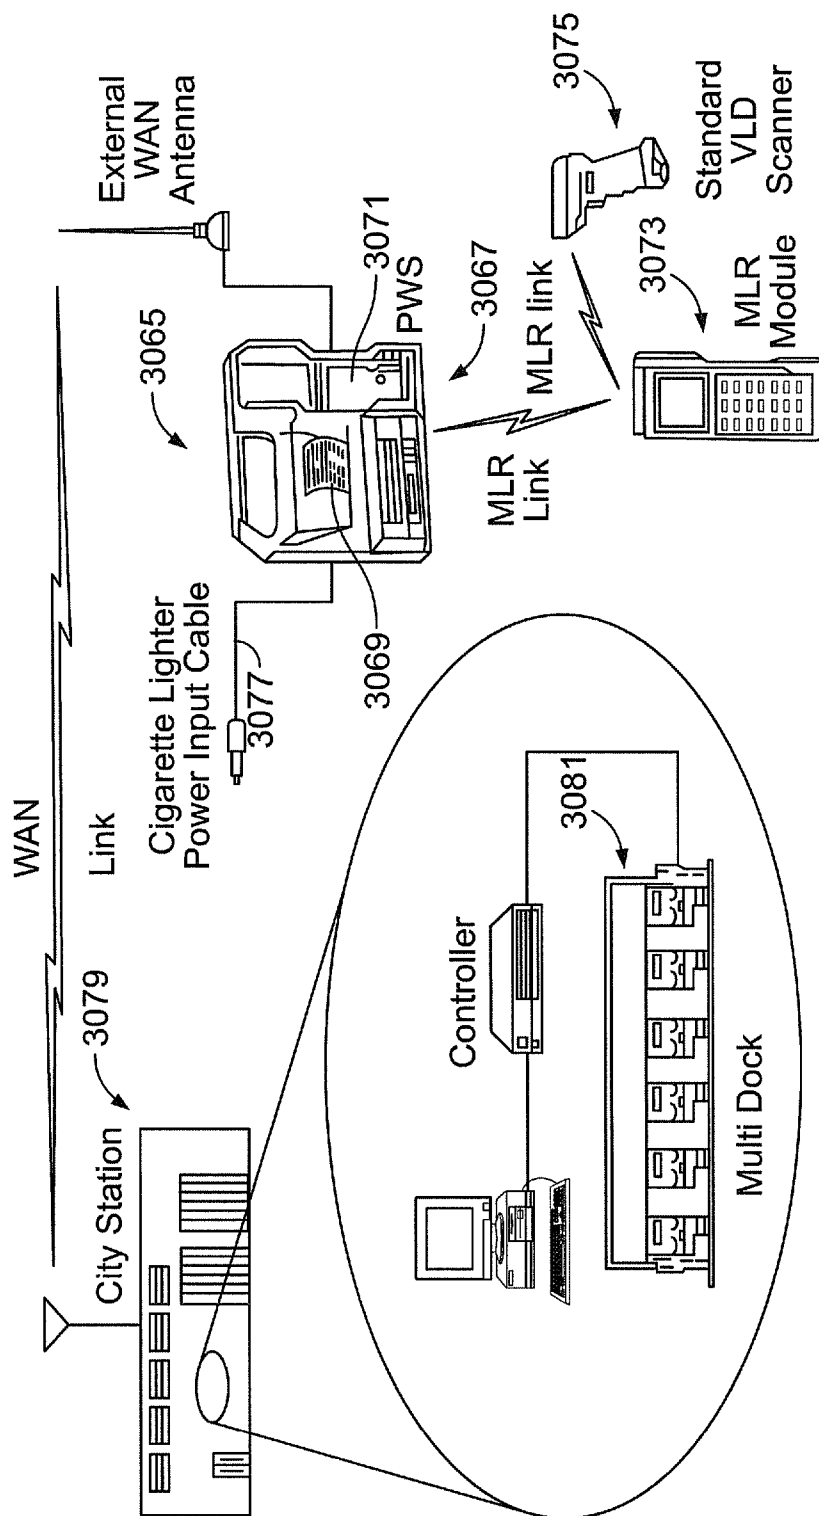 WAN
Link
City Station
3079
Cigarette Lighter
Power Input Cable
3077
3069
3065
External
WAN
Antenna
3071
PWS
3067
MLR
Link
MLR link
3075
Standard
VLD
Scanner
3073
MLR
Module
Controller
3081
Multi Dock